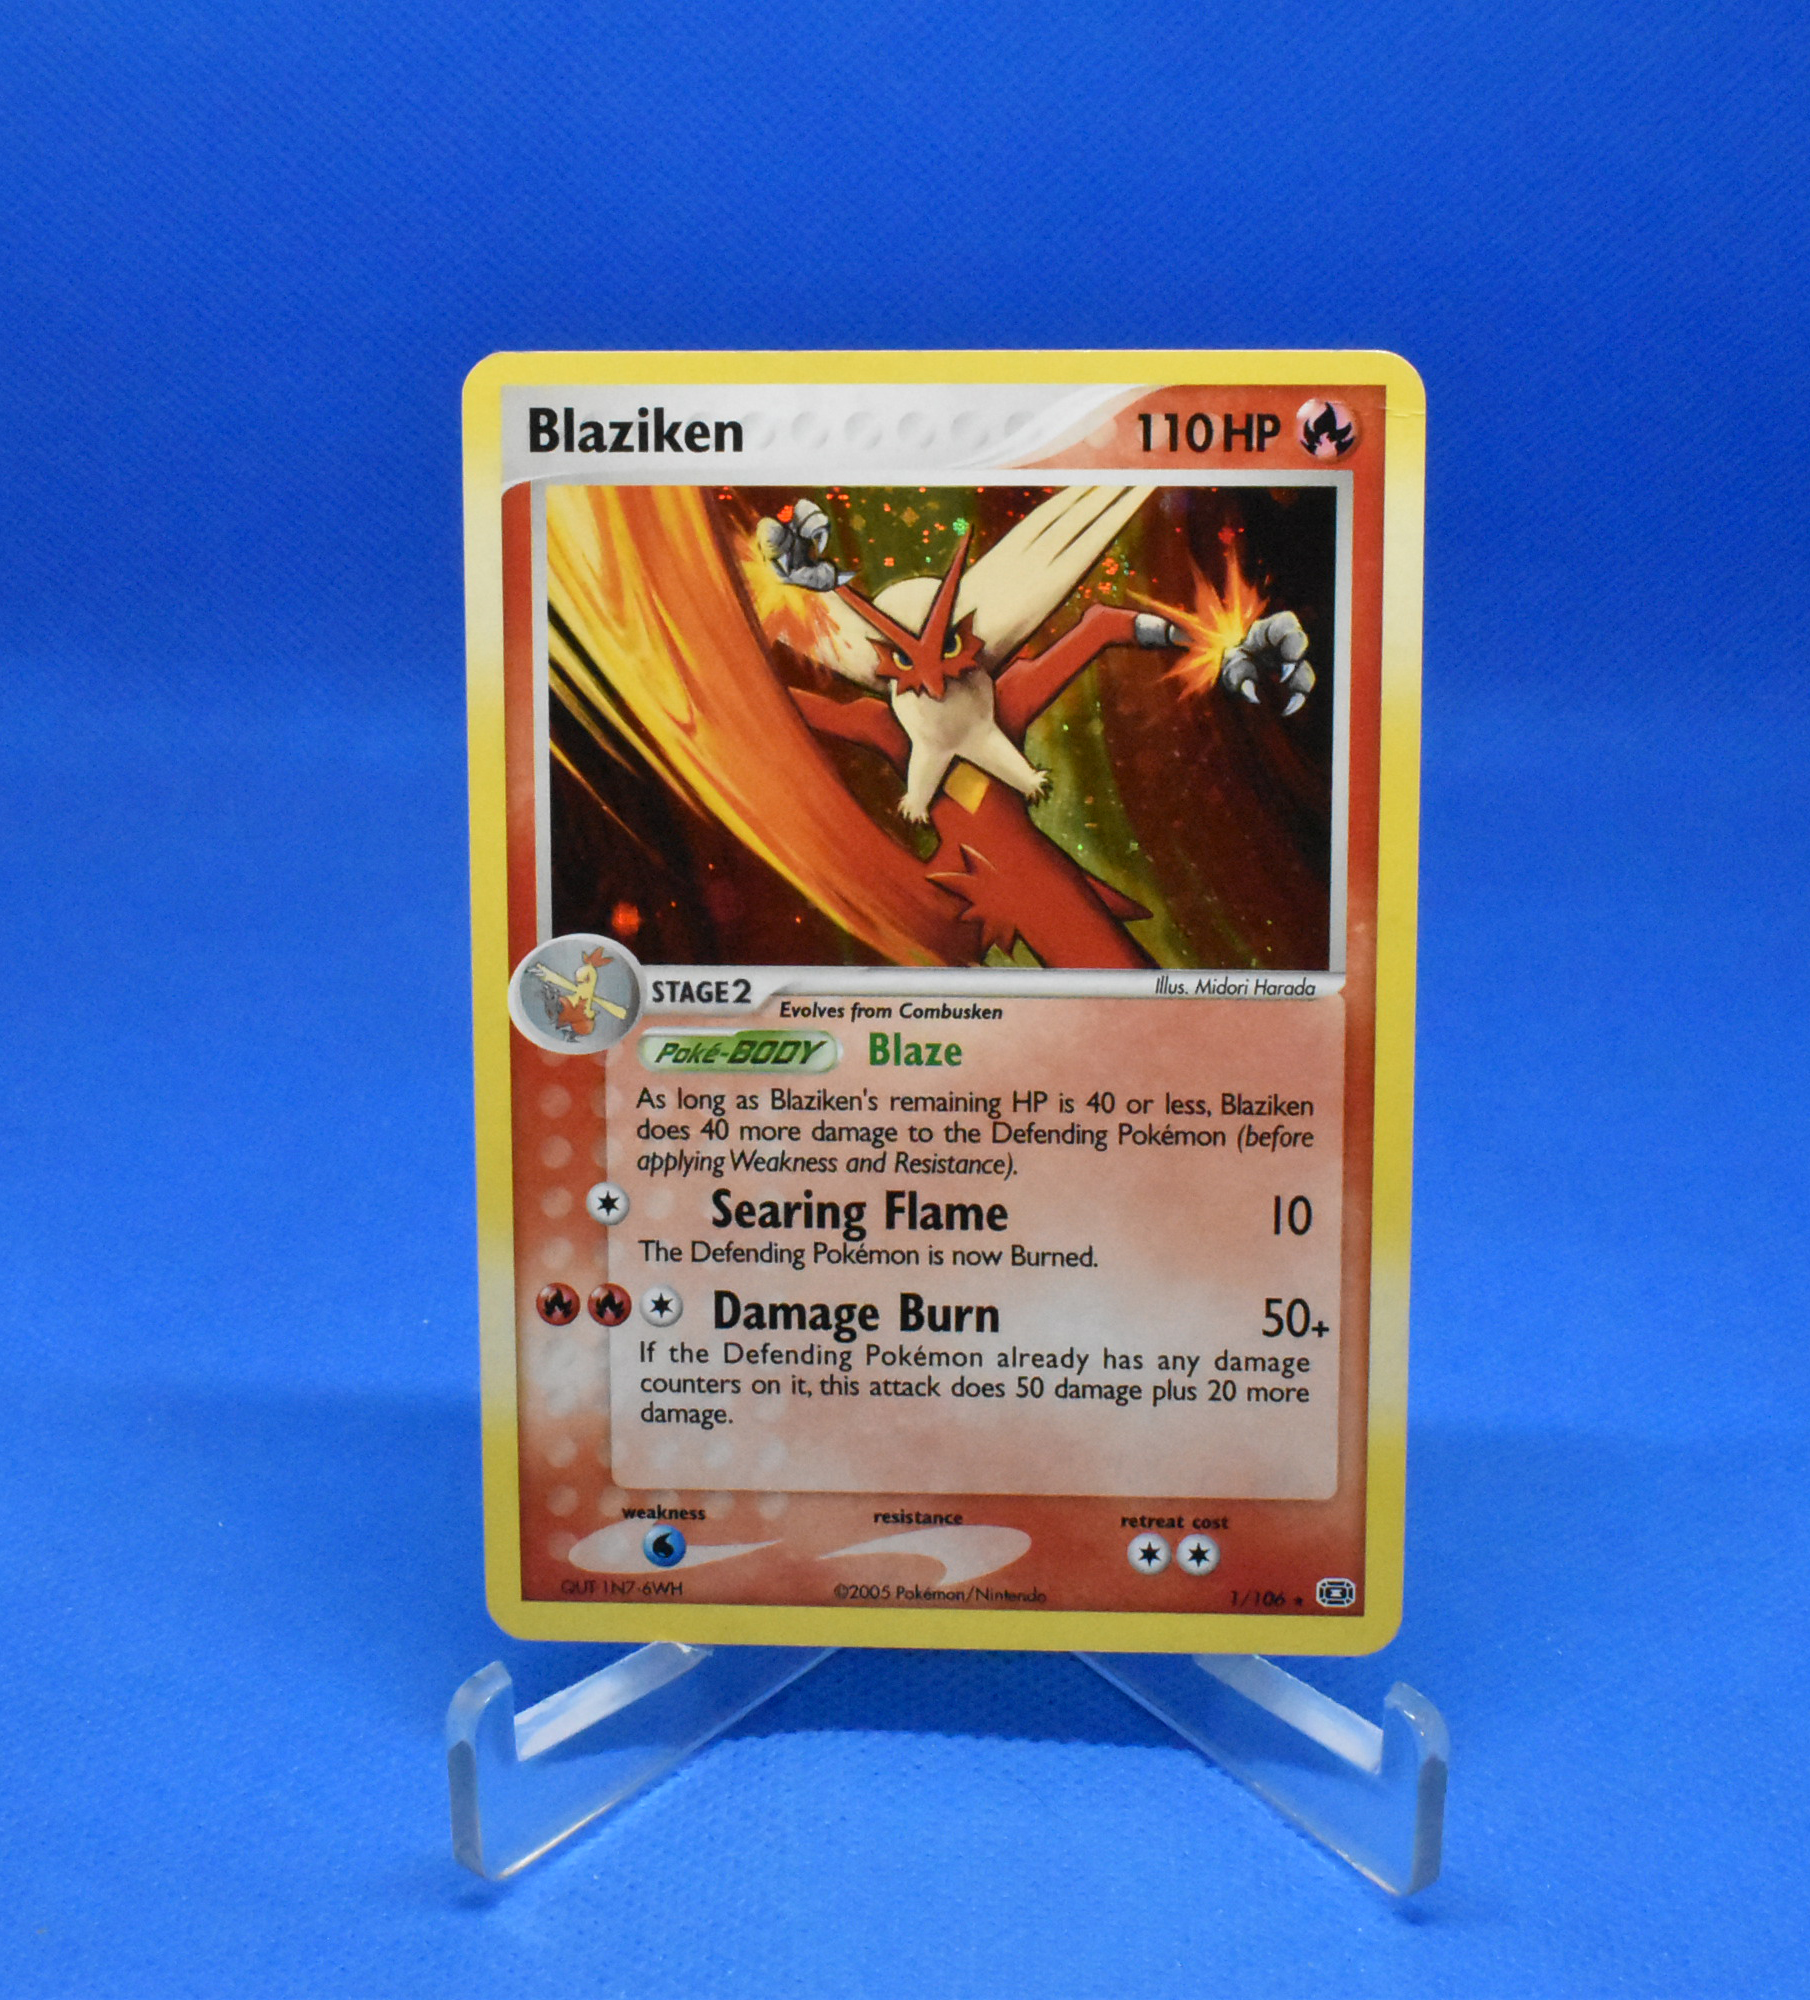 Blaziken 110 HP
STAGE 2
Illus. Midori Harada
Evolves from Combusken
Poké-BODY Blaze
As long as Blaziken's remaining HP is 40 or less, Blaziken
does 40 more damage to the Defending Pokémon (before
applying Weakness and Resistance).
Searing Flame 10
The Defending Pokémon is now Burned.
Damage Burn 50+
If the Defending Pokémon already has any damage
counters on it, this attack does 50 damage plus 20 more
damage.
weakness resistance retreat cost
QUT 1N7-6WH ©2005 Pokémon/Nintendo 1/106 ★